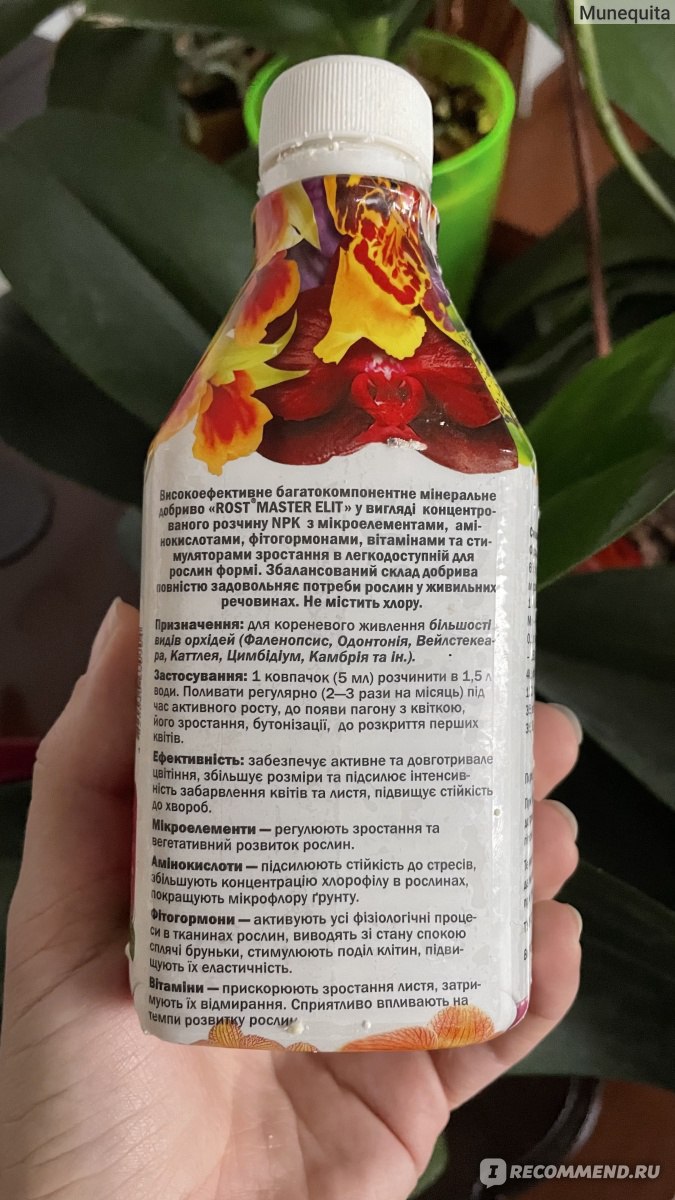 Munequita
Високоефективне багатокомпонентне мінеральне
добриво «ROST®MASTER ELIT» у вигляді концентро-
ваного розчину NPK з мікроелементами, амі-
нокислотами, фітогормонами, вітамінами та сти-
муляторами зростання в легкодоступній для
рослин формі. Збалансований склад добрива
повністю задовольняє потреби рослин у живильних
речовинах. Не містить хлору.
Призначення: для кореневого живлення більшості
видів орхідей (Фаленопсис, Одонтонія, Вейлстекеа-
ра, Каттлея, Цимбідіум, Камбрія та ін.).
Застосування: 1 ковпачок (5 мл) розчинити в 1,5 л
води. Поливати регулярно (2—3 рази на місяць) під
час активного росту, до появи пагону з квіткою,
його зростання, бутонізації, до розкриття перших
квітів.
Ефективність: забезпечує активне та довготривале
цвітіння, збільшує розміри та підсилює інтенсив-
ність забарвлення квітів та листя, підвищує стійкість
до хвороб.
Мікроелементи — регулюють зростання та
вегетативний розвиток рослин.
Амінокислоти — підсилюють стійкість до стресів,
збільшують концентрацію хлорофілу в рослинах,
покращують мікрофлору ґрунту.
Фітогормони — активують усі фізіологічні проце-
си в тканинах рослин, виводять зі стану спокою
сплячі бруньки, стимулюють поділ клітин, підви-
щують їх еластичність.
Вітаміни — прискорюють зростання листя, затри-
мують їх відмирання. Сприятливо впливають на
темпи розвитку рослин.
I RECOMMEND.RU